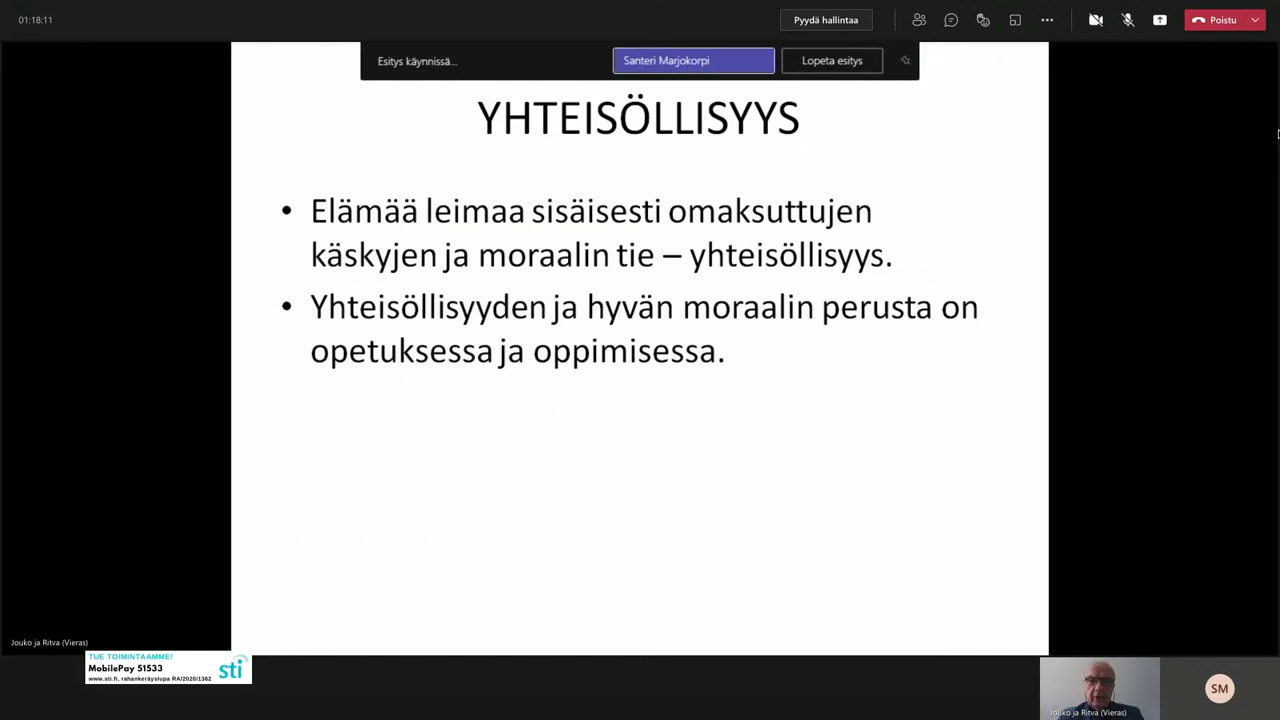 01:18:11
Pyydä hallintaa
Poistu
Esitys käynnissä...
Santeri Marjokorpi
Lopeta esitys
YHTEISÖLLISYYS
• Elämää leimaa sisäisesti omaksuttujen
käskyjen ja moraalin tie – yhteisöllisyys.
• Yhteisöllisyyden ja hyvän moraalin perusta on
opetuksessa ja oppimisessa.
Jouko ja Ritva (Vieras)
TUE TOIMINTAAMME!
MobilePay 51533
www.sti.fi, rahankeräyslupa RA/2020/1362
sti
SM
Jouko ja Ritva (Vieras)